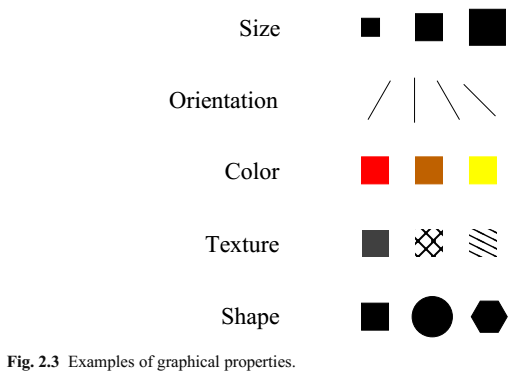 Size
Orientation
Color
Texture
Shape
Fig. 2.3 Examples of graphical properties.